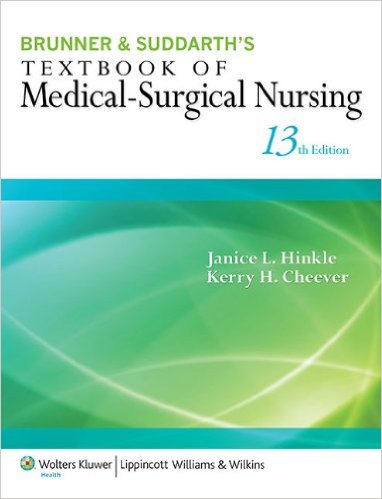 BRUNNER & SUDDARTH'S
TEXTBOOK OF
Medical-Surgical Nursing
13th Edition
Janice L. Hinkle
Kerry H. Cheever
Wolters Kluwer
Health
Lippincott Williams & Wilkins